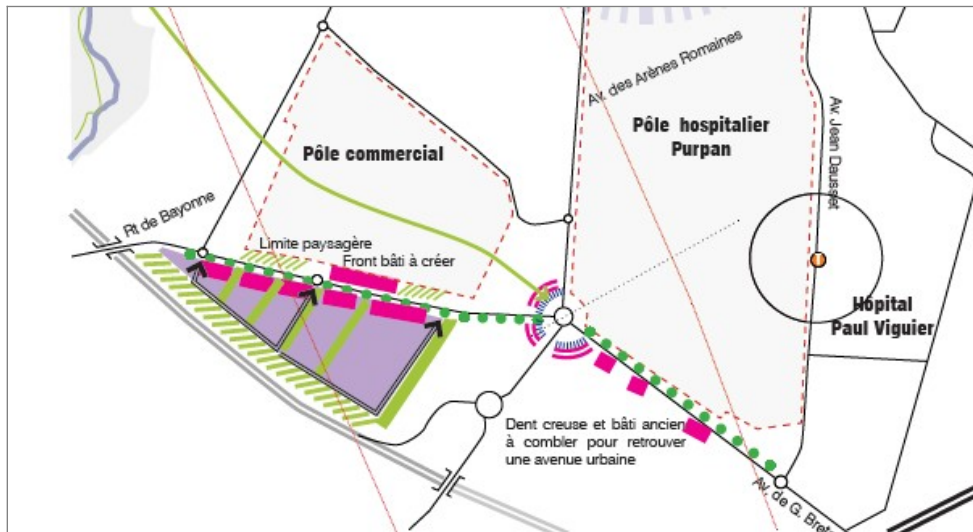 Av. des Arènes Romaines
Pôle hospitalier
Purpan
Pôle commercial
Av. Jean Dausset
Rt de Bayonne
Limite paysagère
Front bâti à créer
Hôpital
Paul Viguier
Dent creuse et bâti ancien
à combler pour retrouver
une avenue urbaine
Av. de G. Bret